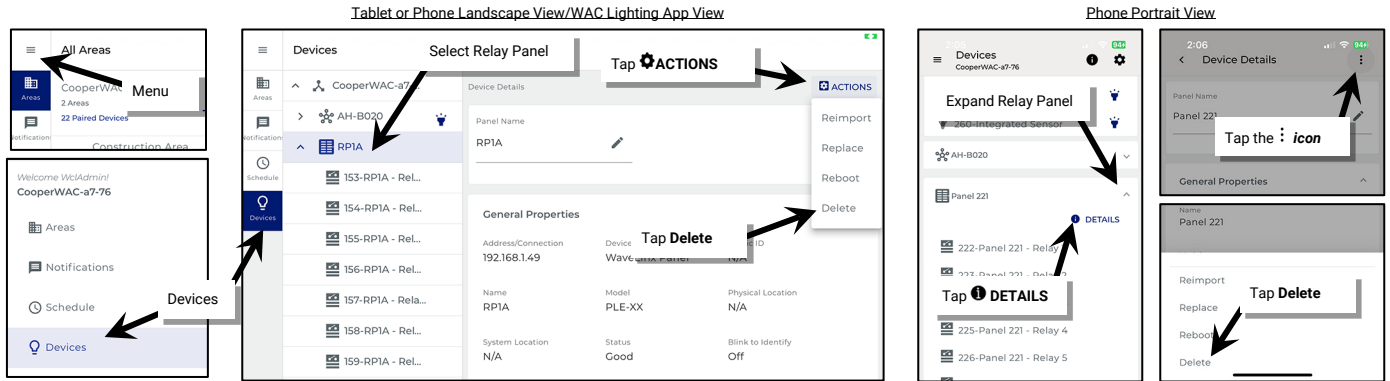 Tablet or Phone Landscape View/WAC Lighting App View
Phone Portrait View
All Areas
Areas
CooperWAC
2 Areas
22 Paired Devices
Construction Area
Menu
Welcome WclAdmin!
CooperWAC-a7-76
Areas
Notifications
Schedule
Devices
Devices
Devices
Areas
Schedule
Devices
Select Relay Panel
Tap ACTIONS
CooperWAC-a7...
AH-B020
RP1A
153-RP1A - Rel...
154-RP1A - Rel...
155-RP1A - Rel...
156-RP1A - Rel...
157-RP1A - Rela...
158-RP1A - Rel...
159-RP1A - Rel...
Device Details
ACTIONS
Panel Name
RP1A
Reimport
Replace
Reboot
Delete
Tap Delete
General Properties
Address/Connection
192.168.1.49
Device
N/A
Name
RP1A
Model
PLE-XX
Physical Location
N/A
System Location
N/A
Status
Good
Blink to Identify
Off
94
Devices
CooperWAC-a7-76
Expand Relay Panel
260-Integrated Sensor
AH-B020
Panel 221
DETAILS
222-Panel 221 - Relay
223-Panel 221 - Relay 2
Tap DETAILS
225-Panel 221 - Relay 4
226-Panel 221 - Relay 5
2:06
94
Device Details
Panel Name
Panel 221
Tap the ⋮ icon
General Properties
Name
Panel 221
Reimport
Replace
Reboot
Delete
Tap Delete